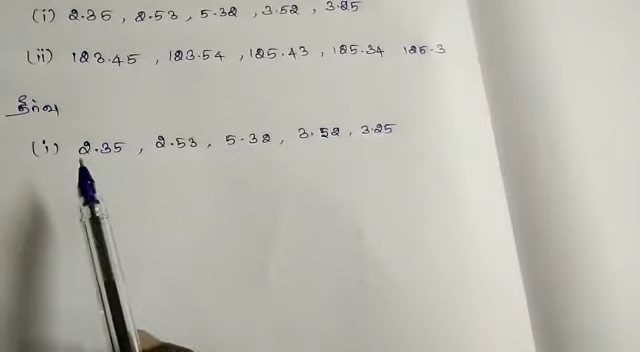 (i) 2.35 , 2.53 , 5.32 , 3.52 , 3.25
(ii) 123.45 , 123.54 , 125.43 , 125.34 125.3
தீர்வு
(i) 2.35 , 2.53 , 5.32 , 3.52 , 3.25